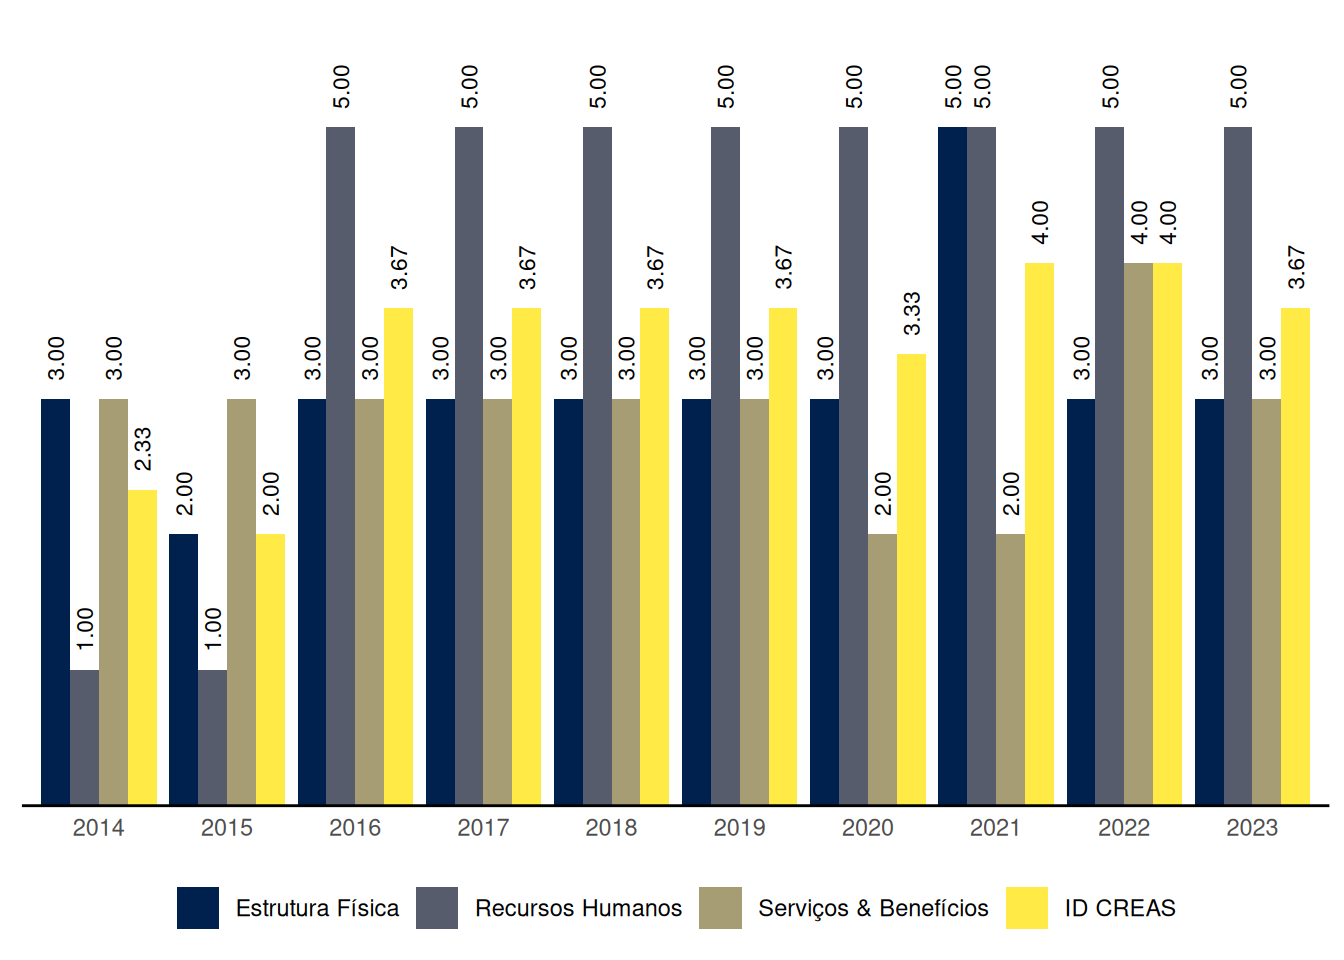 5.00 5.00 5.00 5.00 5.00 5.00 5.00 5.00 5.00
4.00 4.00 4.00
3.67 3.67 3.67 3.67 3.67
3.33
3.00 3.00 3.00 3.00 3.00 3.00 3.00 3.00 3.00 3.00 3.00 3.00 3.00 3.00 3.00 3.00
2.33
2.00 2.00 2.00 2.00
1.00 1.00
2014 2015 2016 2017 2018 2019 2020 2021 2022 2023
Estrutura Física Recursos Humanos Serviços & Benefícios ID CREAS